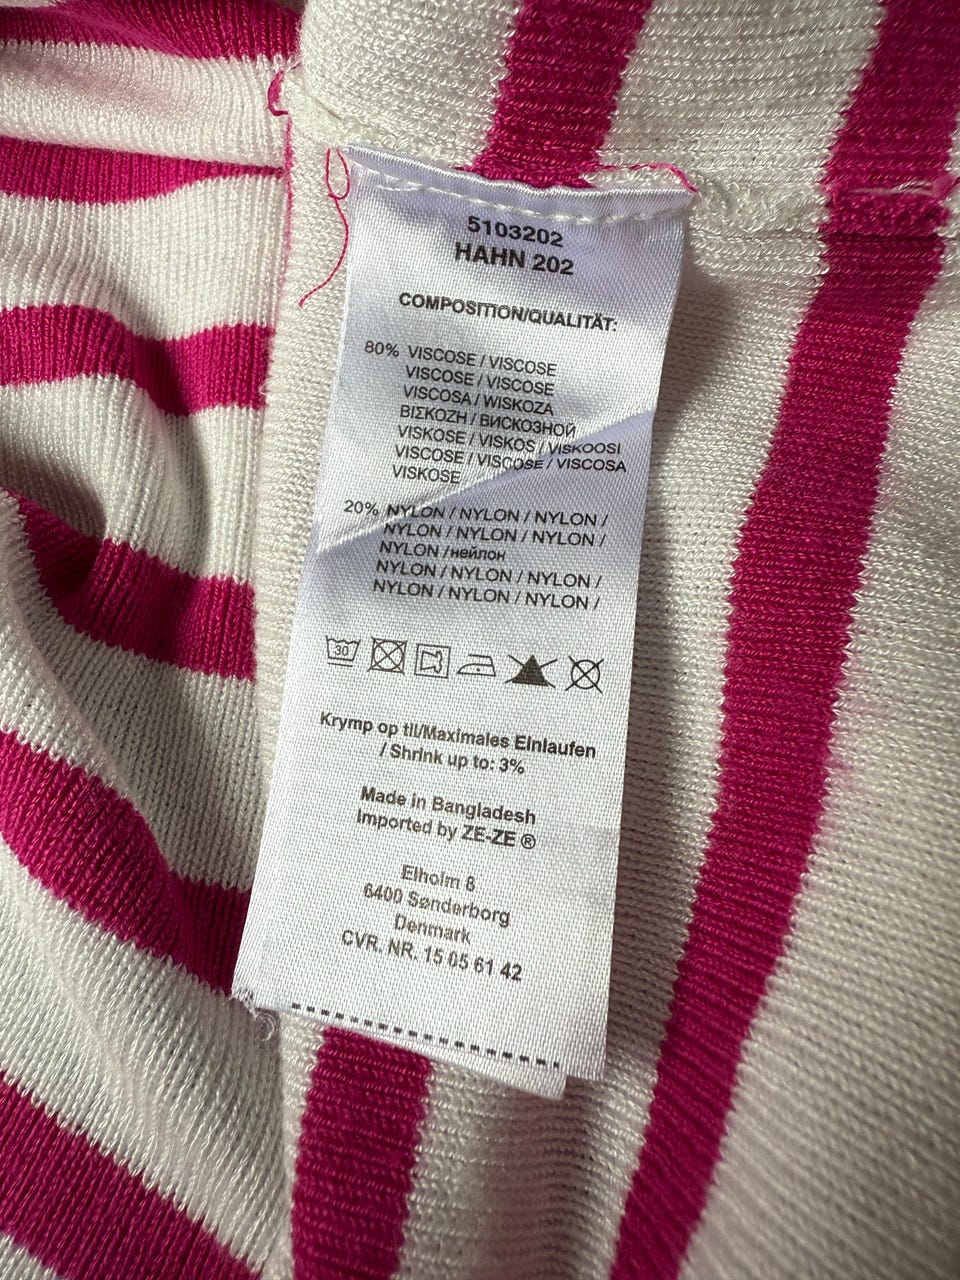 5103202
HAHN 202
COMPOSITION/QUALITÄT:
80% VISCOSE / VISCOSE
VISCOSE / VISCOSE
VISCOSA / WISKOZA
ΒΙΣΚΟΖΗ / ВИСКОЗНОЙ
VISKOSE / VISKOS / VISKOOSI
VISCOSE / VISCOSE / VISCOSA
VISKOSE
20% NYLON / NYLON / NYLON /
NYLON / NYLON / NYLON /
NYLON /нейлон
NYLON / NYLON / NYLON /
NYLON / NYLON / NYLON /
30
Krymp op til/Maximales Einlaufen
/ Shrink up to: 3%
Made in Bangladesh
Imported by ZE-ZE ®
Elholm 8
6400 Sønderborg
Denmark
CVR. NR. 15 05 61 42